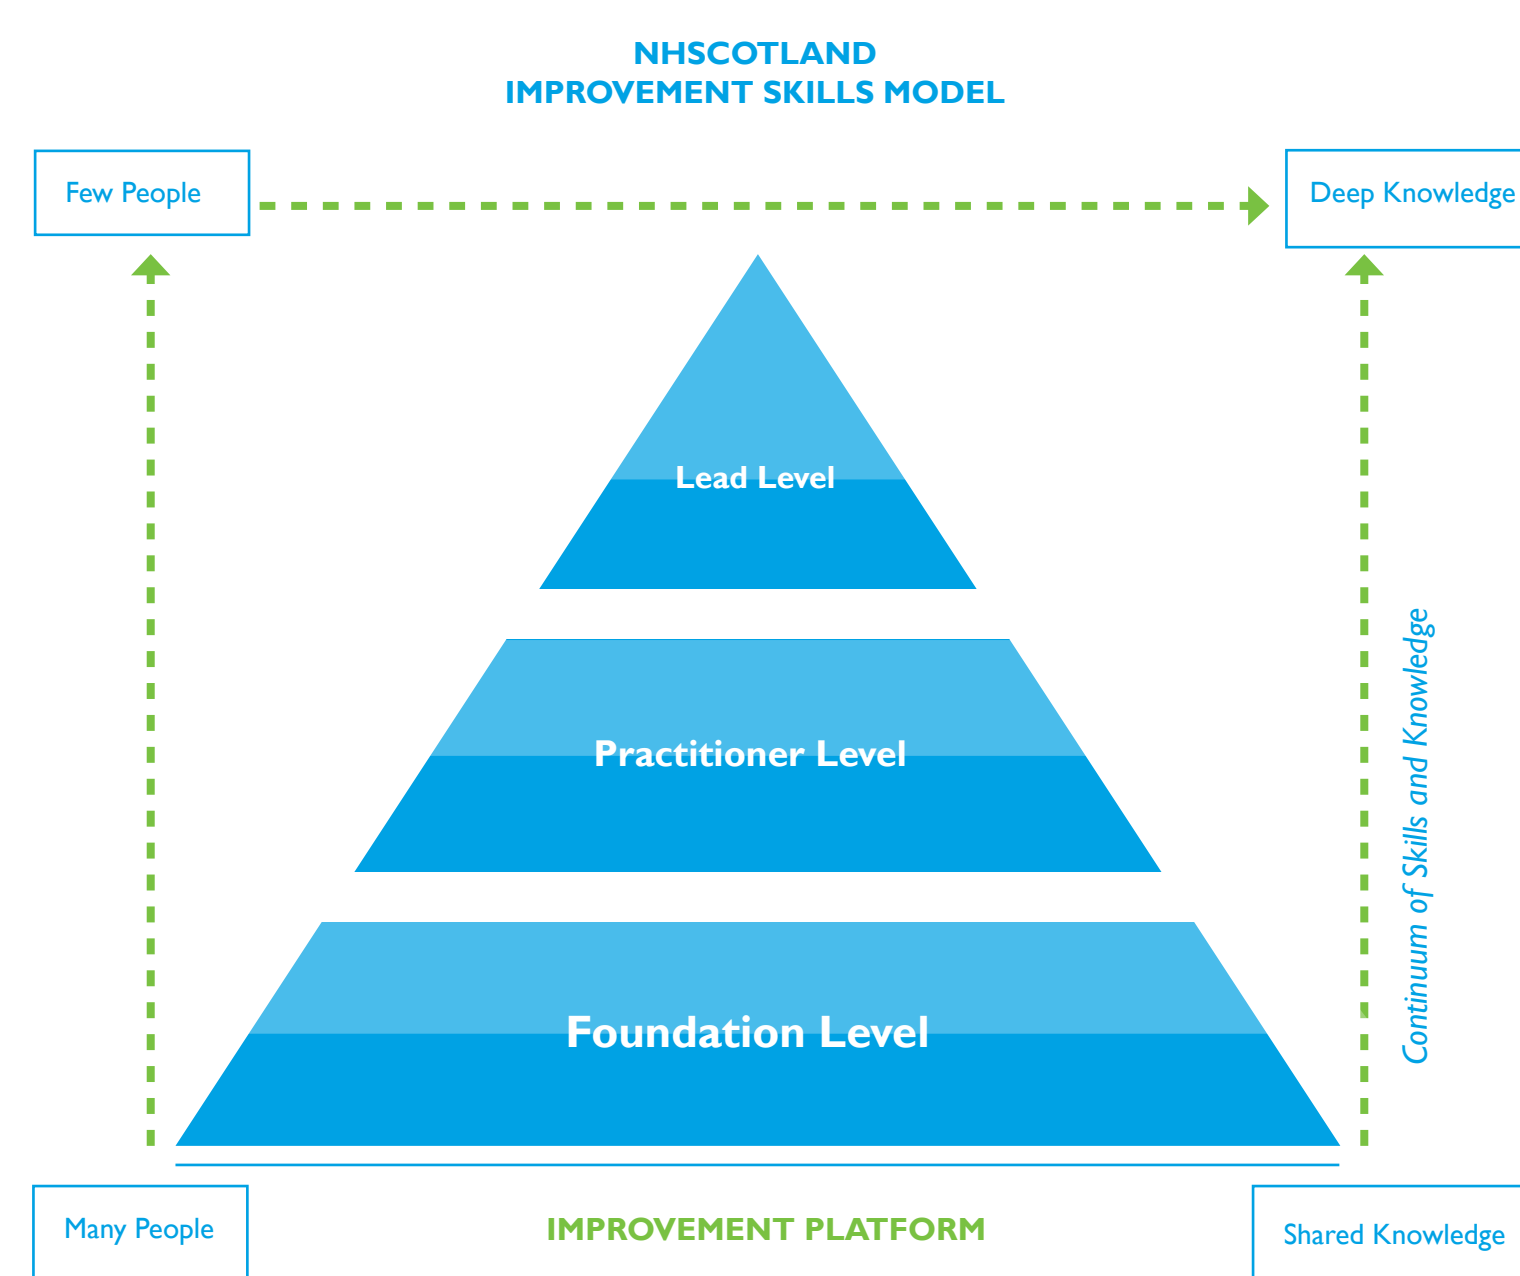 NHSCOTLAND
IMPROVEMENT SKILLS MODEL
Few People
Deep Knowledge
Lead Level
Practitioner Level
Continuum of Skills and Knowledge
Foundation Level
Many People
IMPROVEMENT PLATFORM
Shared Knowledge